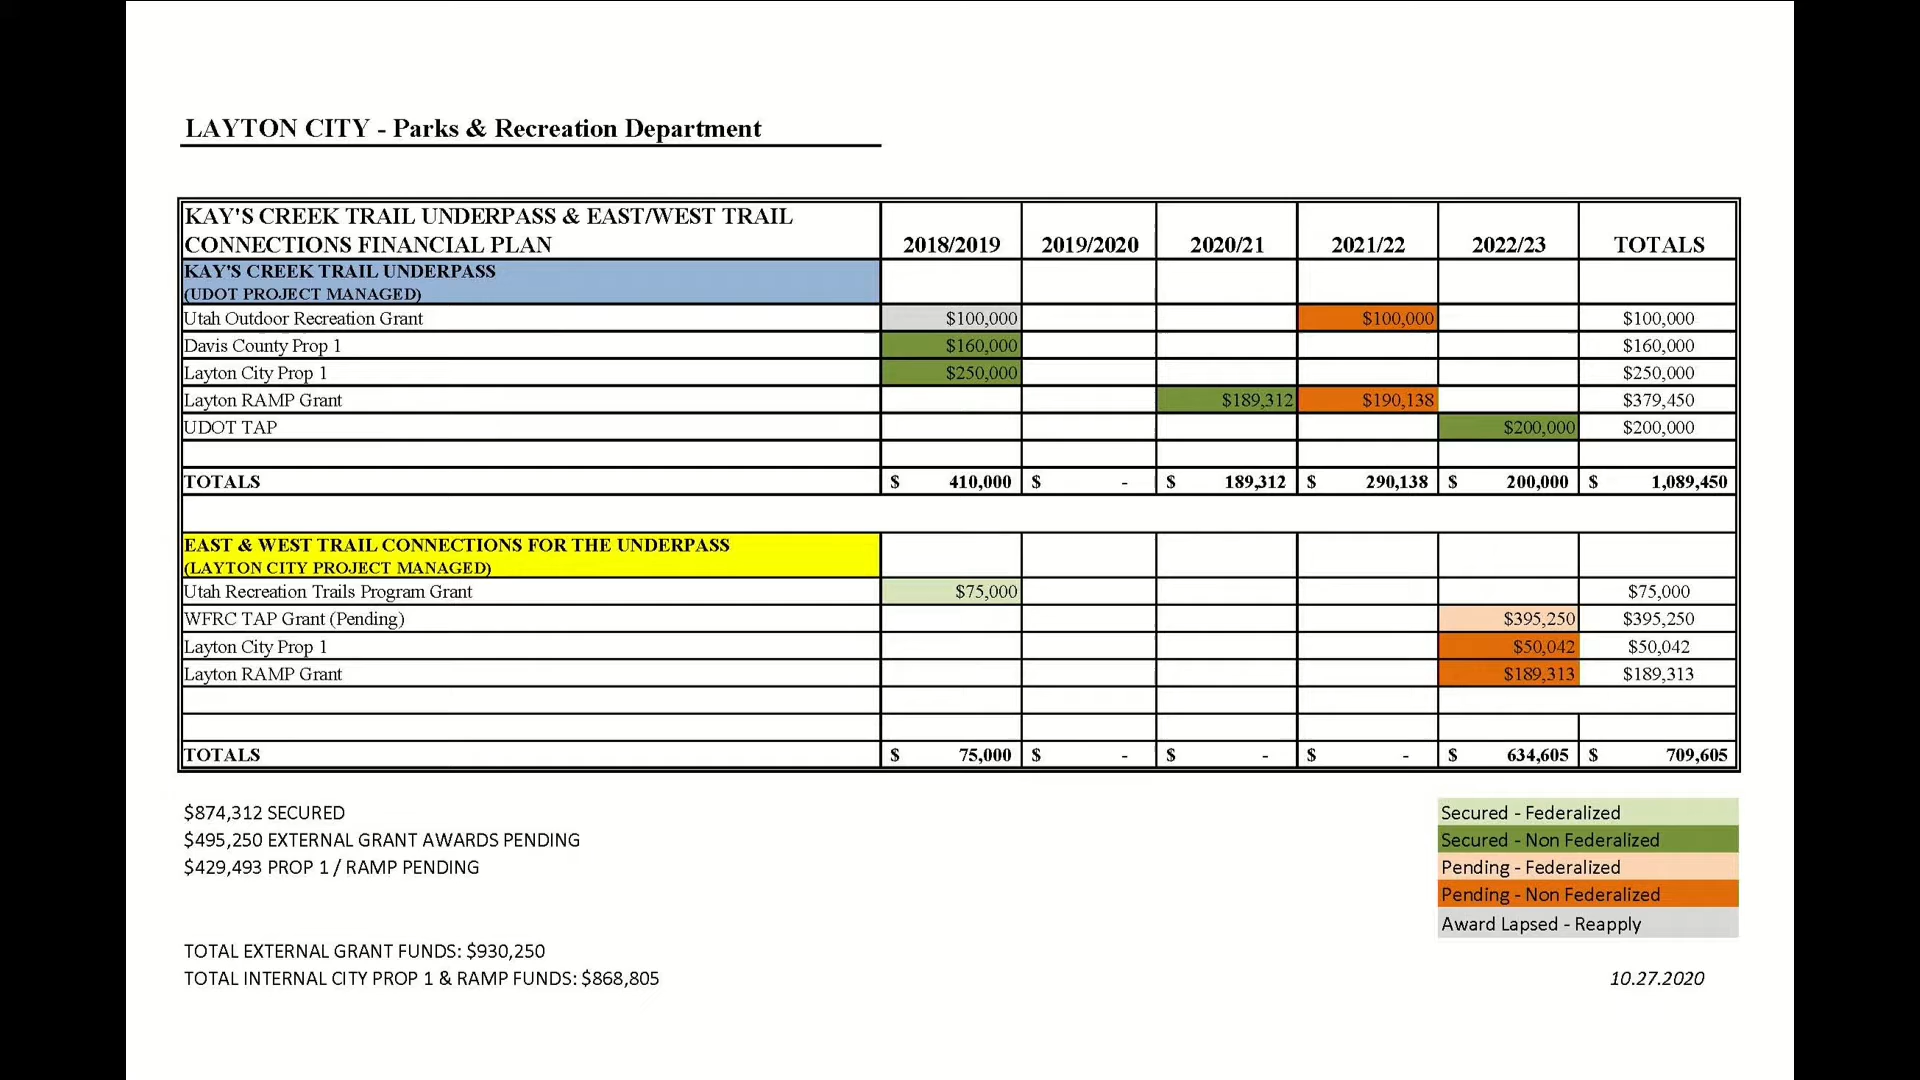 LAYTON CITY - Parks & Recreation Department
KAY'S CREEK TRAIL UNDERPASS & EAST/WEST TRAIL
CONNECTIONS FINANCIAL PLAN 2018/2019 2019/2020 2020/21 2021/22 2022/23 TOTALS
KAY'S CREEK TRAIL UNDERPASS
(UDOT PROJECT MANAGED)
Utah Outdoor Recreation Grant $100,000 $100,000 $100,000
Davis County Prop 1 $160,000 $160,000
Layton City Prop 1 $250,000 $250,000
Layton RAMP Grant $189,312 $190,138 $379,450
UDOT TAP $200,000 $200,000
TOTALS $ 410,000 $ - $ 189,312 $ 290,138 $ 200,000 $ 1,089,450
EAST & WEST TRAIL CONNECTIONS FOR THE UNDERPASS
(LAYTON CITY PROJECT MANAGED)
Utah Recreation Trails Program Grant $75,000 $75,000
WFRC TAP Grant (Pending) $395,250 $395,250
Layton City Prop 1 $50,042 $50,042
Layton RAMP Grant $189,313 $189,313
TOTALS $ 75,000 $ - $ - $ - $ 634,605 $ 709,605
$874,312 SECURED
$495,250 EXTERNAL GRANT AWARDS PENDING
$429,493 PROP 1 / RAMP PENDING
TOTAL EXTERNAL GRANT FUNDS: $930,250
TOTAL INTERNAL CITY PROP 1 & RAMP FUNDS: $868,805
Secured - Federalized
Secured - Non Federalized
Pending - Federalized
Pending - Non Federalized
Award Lapsed - Reapply
10.27.2020